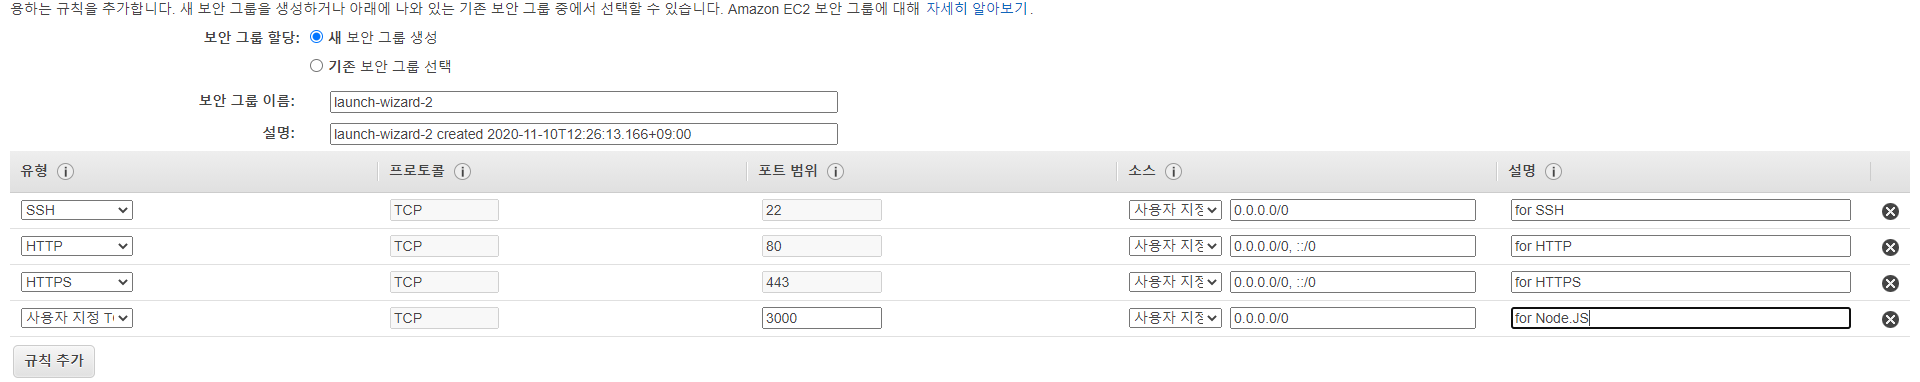 용하는 규칙을 추가합니다. 새 보안 그룹을 생성하거나 아래에 나와 있는 기존 보안 그룹 중에서 선택할 수 있습니다. Amazon EC2 보안 그룹에 대해 자세히 알아보기.
보안 그룹 할당: 새 보안 그룹 생성
기존 보안 그룹 선택
보안 그룹 이름: launch-wizard-2
설명: launch-wizard-2 created 2020-11-10T12:26:13.166+09:00
유형 i 프로토콜 i 포트 범위 i 소스 i 설명 i
SSH TCP 22 사용자 지정 0.0.0.0/0 for SSH
HTTP TCP 80 사용자 지정 0.0.0.0/0, ::/0 for HTTP
HTTPS TCP 443 사용자 지정 0.0.0.0/0, ::/0 for HTTPS
사용자 지정 T TCP 3000 사용자 지정 0.0.0.0/0 for Node.JS
규칙 추가